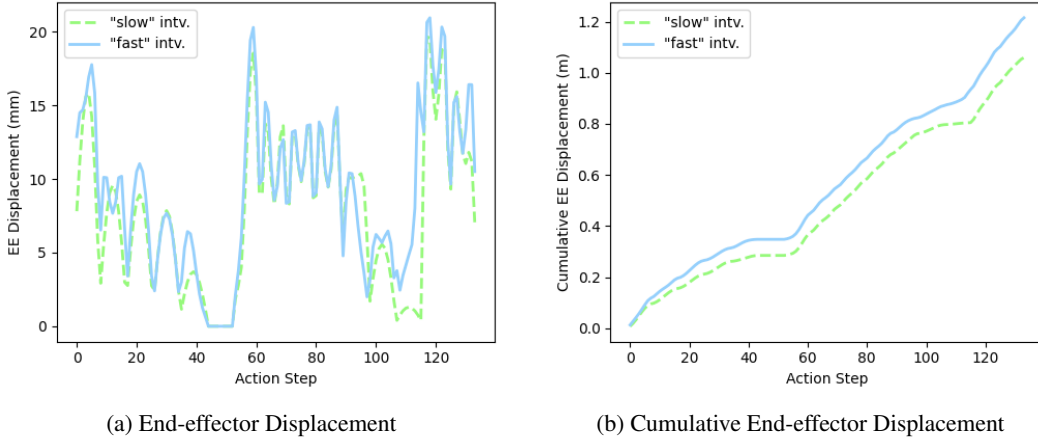 "slow" intv.
"fast" intv.
20
15
10
5
0
EE Displacement (mm)
0 20 40 60 80 100 120
Action Step
(a) End-effector Displacement
"slow" intv.
"fast" intv.
1.2
1.0
0.8
0.6
0.4
0.2
0.0
Cumulative EE Displacement (m)
0 20 40 60 80 100 120
Action Step
(b) Cumulative End-effector Displacement